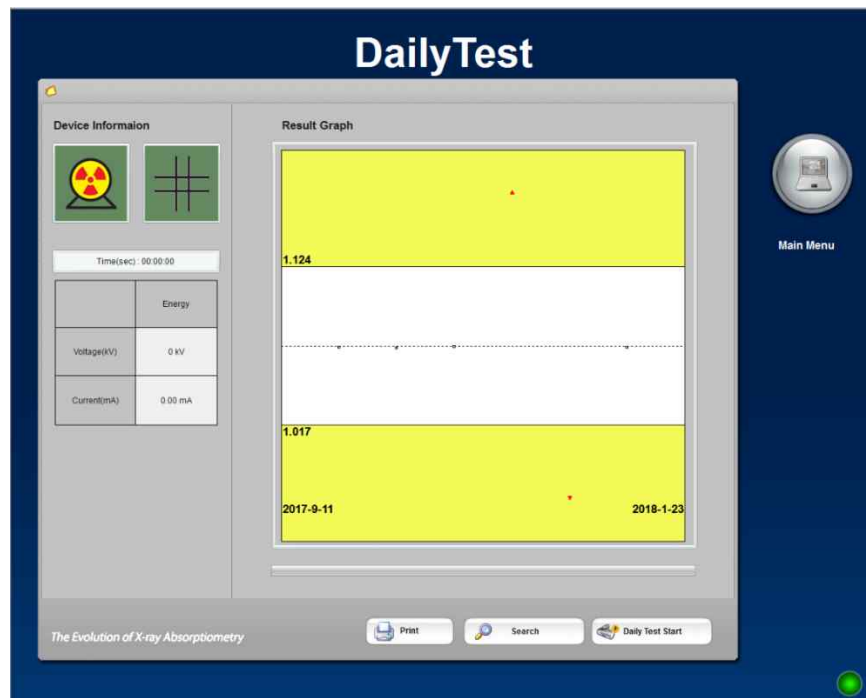 DailyTest
Device Informaion
Result Graph
Time(sec) : 00:00:00
Energy
Voltage(kV)
0 kV
Current(mA)
0.00 mA
1.124
1.017
2017-9-11
2018-1-23
Main Menu
The Evolution of X-ray Absorptiometry
Print
Search
Daily Test Start